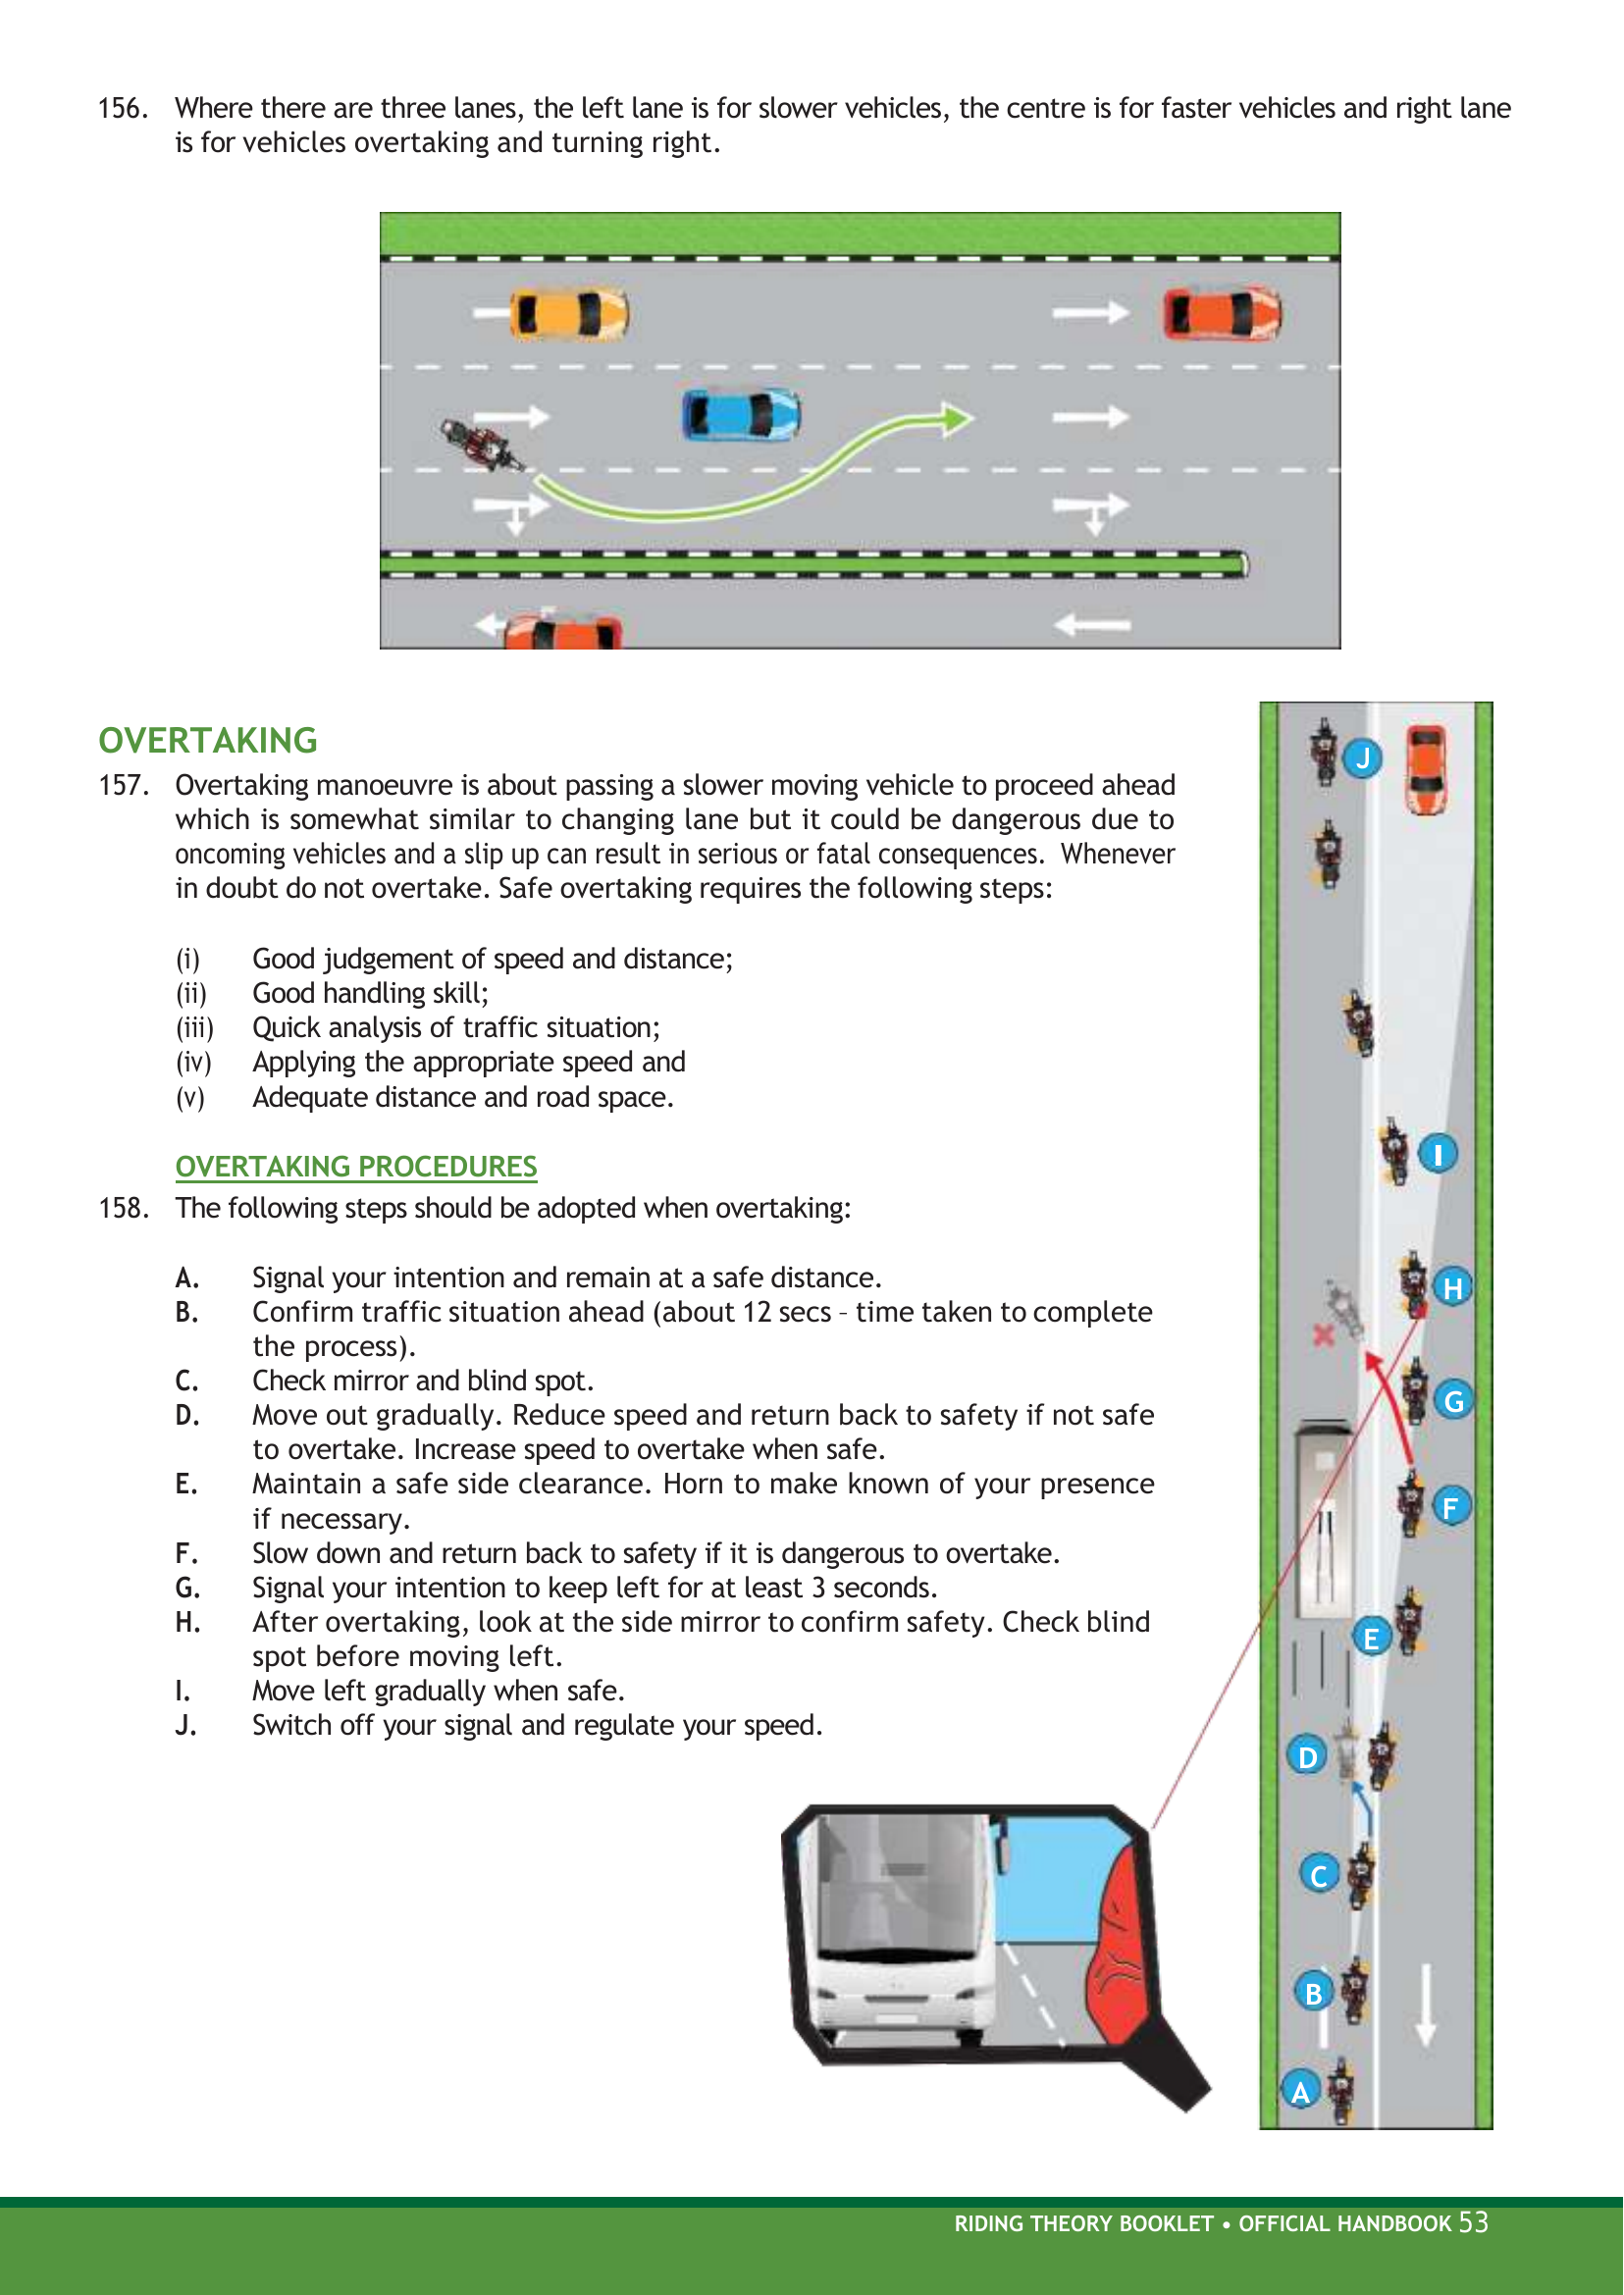 156. Where there are three lanes, the left lane is for slower vehicles, the centre is for faster vehicles and right lane
is for vehicles overtaking and turning right.
OVERTAKING
157. Overtaking manoeuvre is about passing a slower moving vehicle to proceed ahead
which is somewhat similar to changing lane but it could be dangerous due to
oncoming vehicles and a slip up can result in serious or fatal consequences. Whenever
in doubt do not overtake. Safe overtaking requires the following steps:
(i) Good judgement of speed and distance;
(ii) Good handling skill;
(iii) Quick analysis of traffic situation;
(iv) Applying the appropriate speed and
(v) Adequate distance and road space.
OVERTAKING PROCEDURES
158. The following steps should be adopted when overtaking:
A. Signal your intention and remain at a safe distance.
B. Confirm traffic situation ahead (about 12 secs – time taken to complete
the process).
C. Check mirror and blind spot.
D. Move out gradually. Reduce speed and return back to safety if not safe
to overtake. Increase speed to overtake when safe.
E. Maintain a safe side clearance. Horn to make known of your presence
if necessary.
F. Slow down and return back to safety if it is dangerous to overtake.
G. Signal your intention to keep left for at least 3 seconds.
H. After overtaking, look at the side mirror to confirm safety. Check blind
spot before moving left.
I. Move left gradually when safe.
J. Switch off your signal and regulate your speed.
J
I
H
G
F
E
D
C
B
A
RIDING THEORY BOOKLET • OFFICIAL HANDBOOK 53